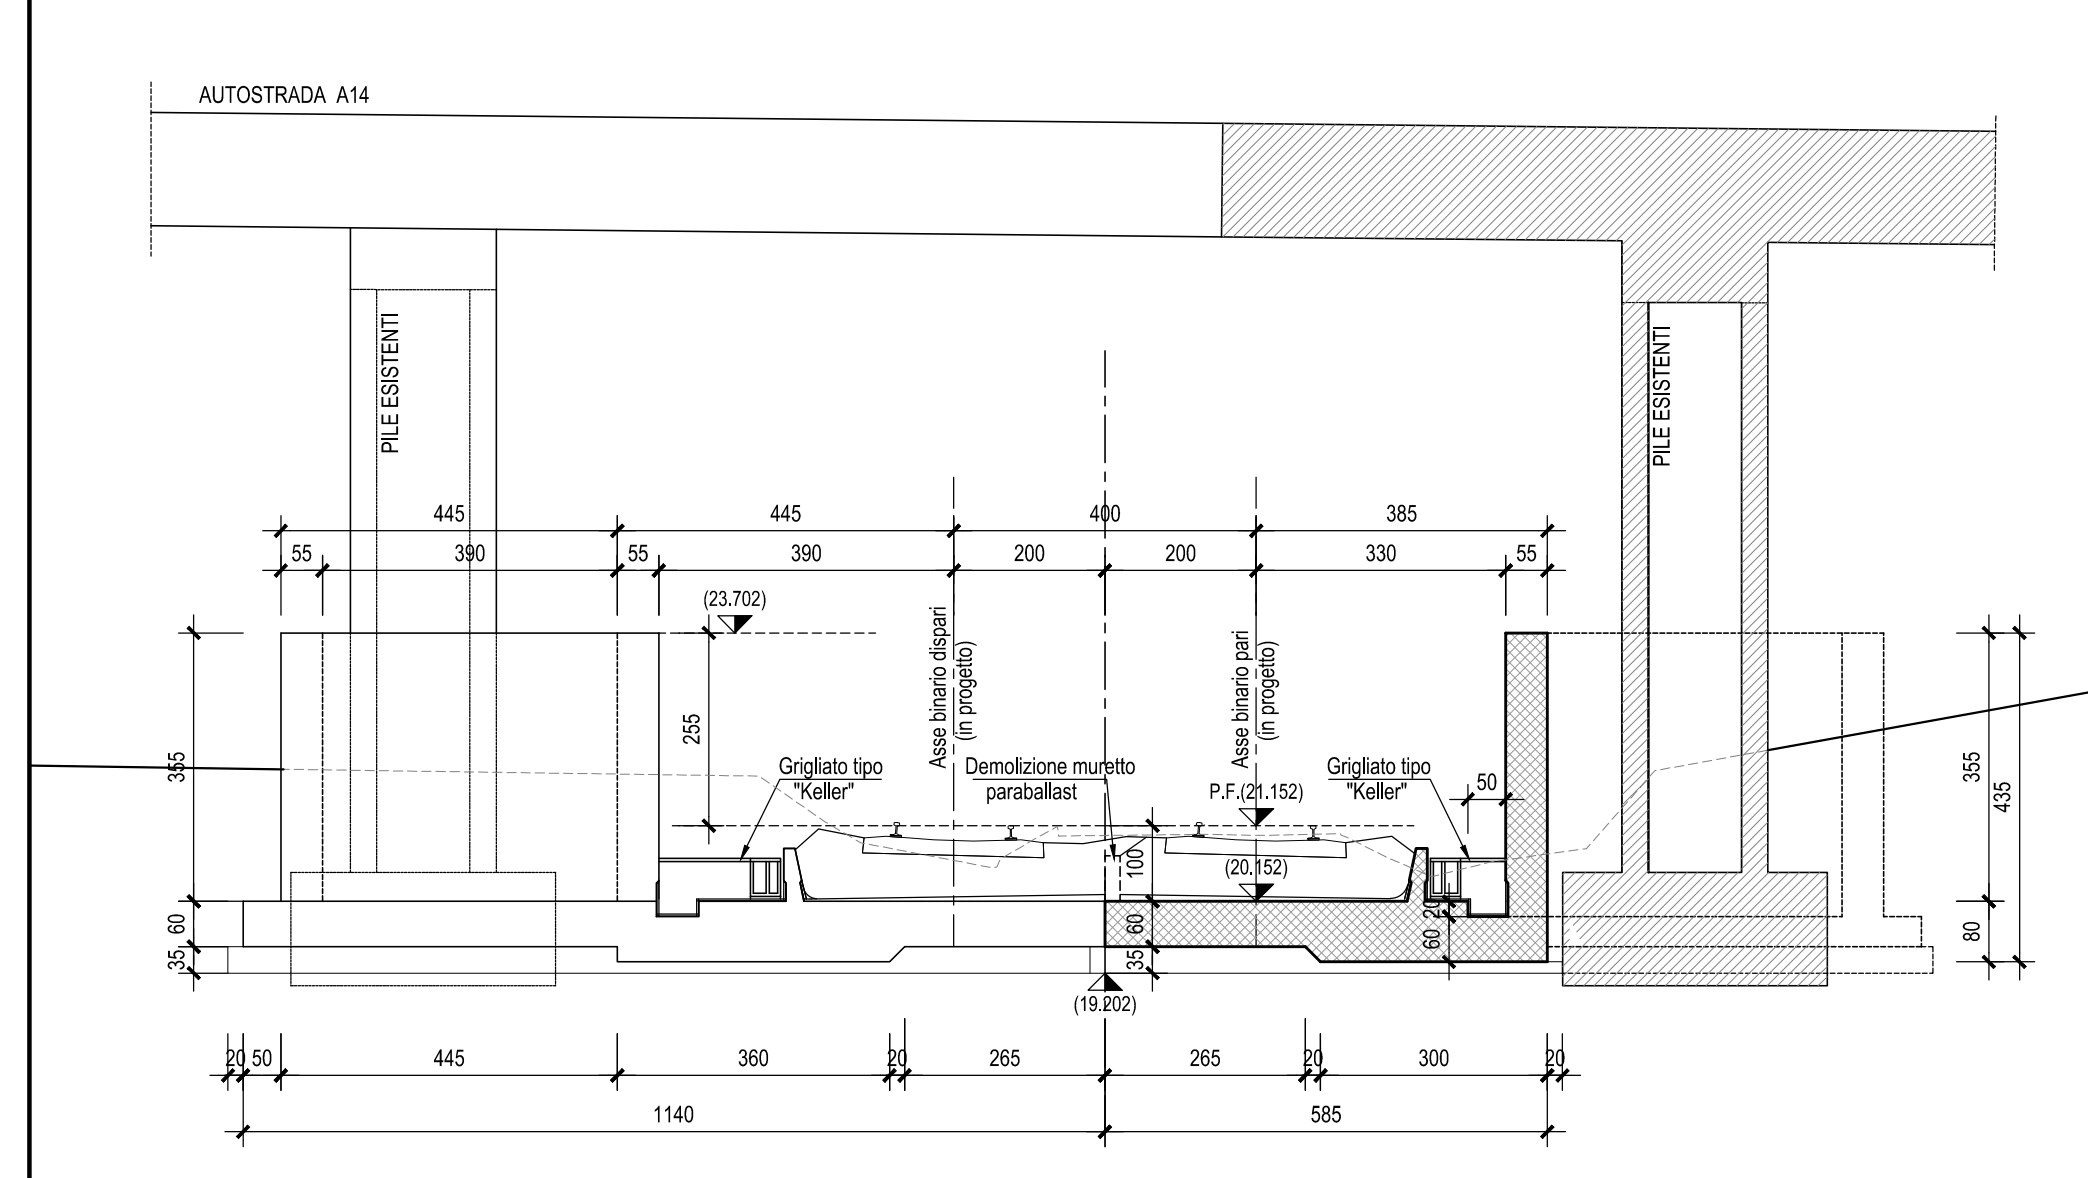 AUTOSTRADA A14
PILE ESISTENTI
PILE ESISTENTI
445
445
400
385
55
390
55
390
200
200
330
55
(23.702)
Asse binario dispari
(in progetto)
Asse binario pari
(in progetto)
255
355
Grigliato tipo
"Keller"
Demolizione muretto
paraballast
P.F.(21.152)
Grigliato tipo
"Keller"
50
355
435
100
(20.152)
60
35
60
35
20
60
80
(19.202)
20
50
445
360
20
265
265
20
300
20
1140
585